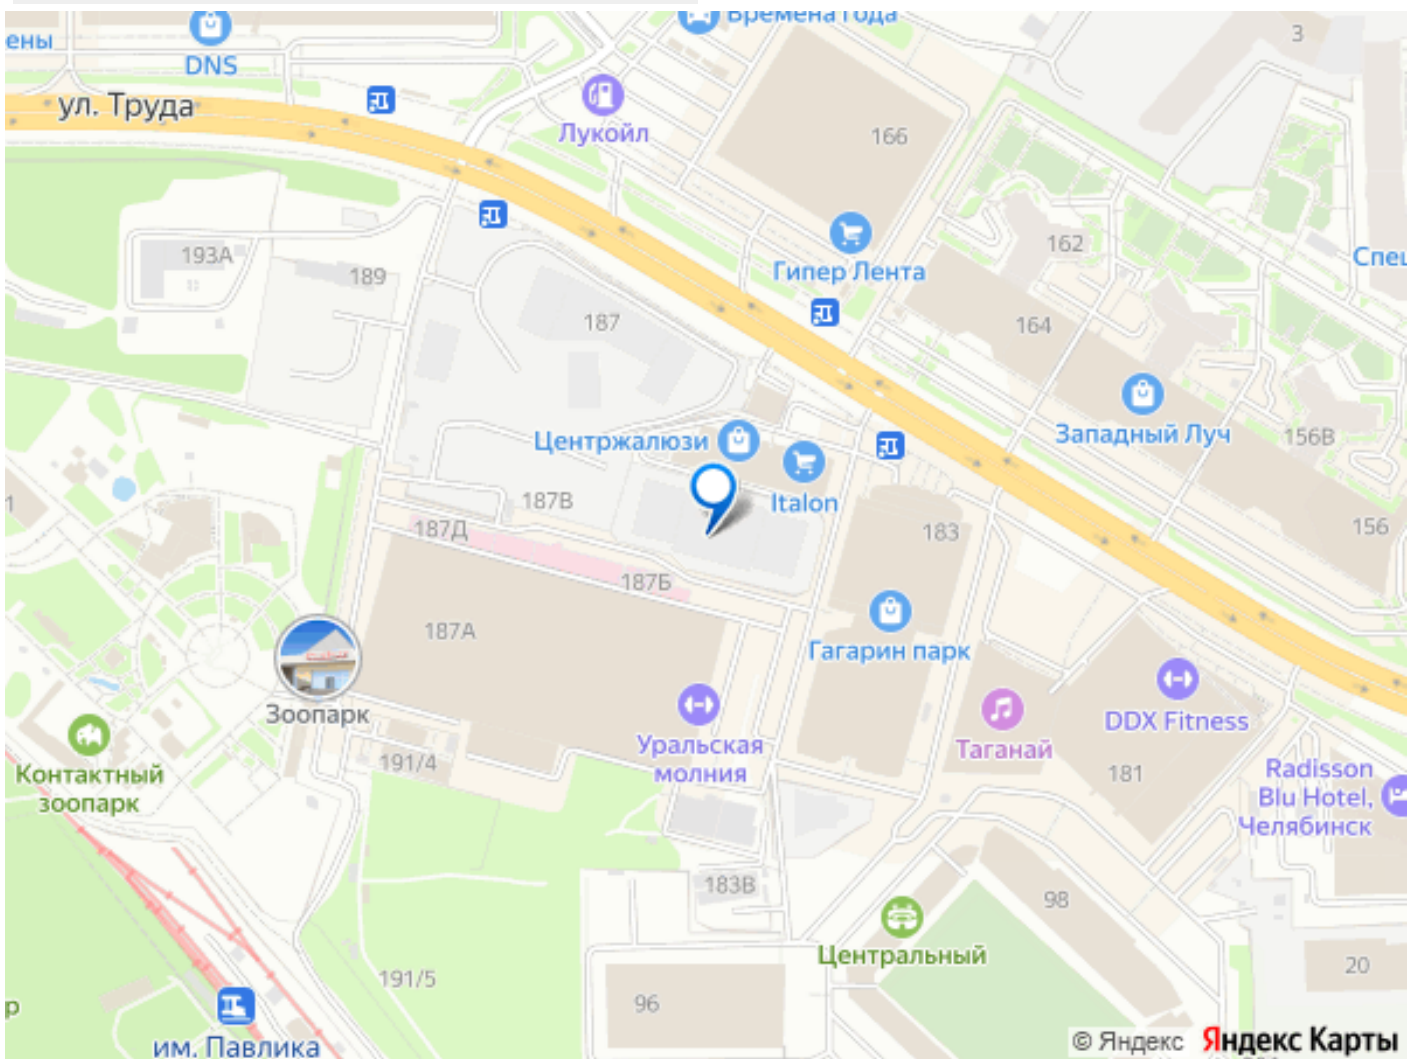 Времена года
ены
DNS
ул. Труда
Лукойл
3
166
193А
189
162
Гипер Лента
187
164
Западный Луч
156В
Центржалюзи
Italon
187В
1
187Д
183
156
187Б
187А
Гагарин парк
Зоопарк
DDX Fitness
Таганай
Уральская
молния
191/4
Контактный
зоопарк
181
Radisson
Blu Hotel,
Челябинск
183В
98
Центральный
191/5
20
96
р
им. Павлика
© Яндекс Яндекс Карты